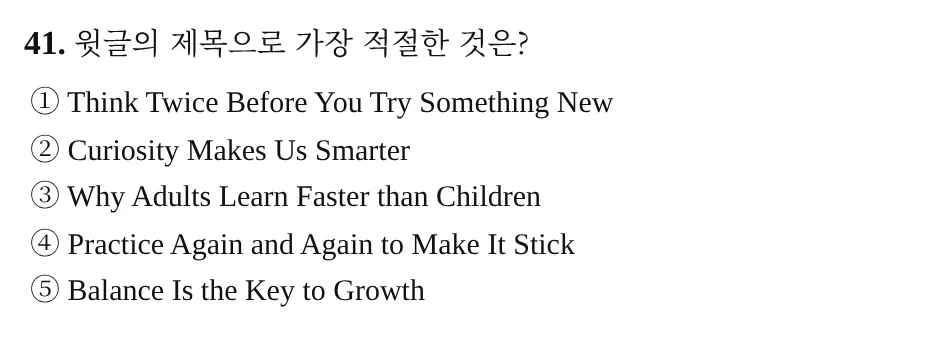 41. 윗글의 제목으로 가장 적절한 것은?
① Think Twice Before You Try Something New
② Curiosity Makes Us Smarter
③ Why Adults Learn Faster than Children
④ Practice Again and Again to Make It Stick
⑤ Balance Is the Key to Growth